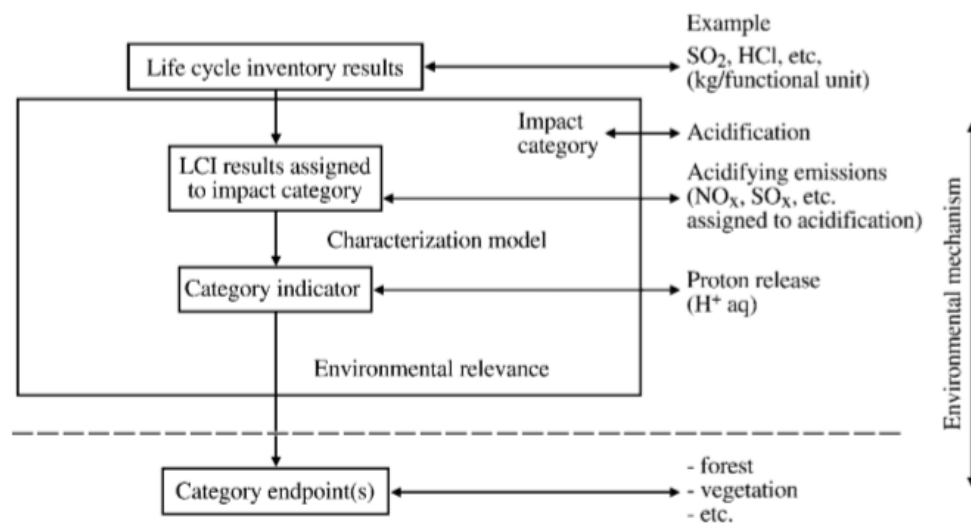 Example
Life cycle inventory results
SO₂, HCl, etc,
(kg/functional unit)
Impact
category
Acidification
LCI results assigned
to impact category
Acidifying emissions
(NOₓ, SOₓ, etc.
assigned to acidification)
Characterization model
Category indicator
Proton release
(H⁺ aq)
Environmental relevance
Category endpoint(s)
- forest
- vegetation
- etc.
Environmental mechanism